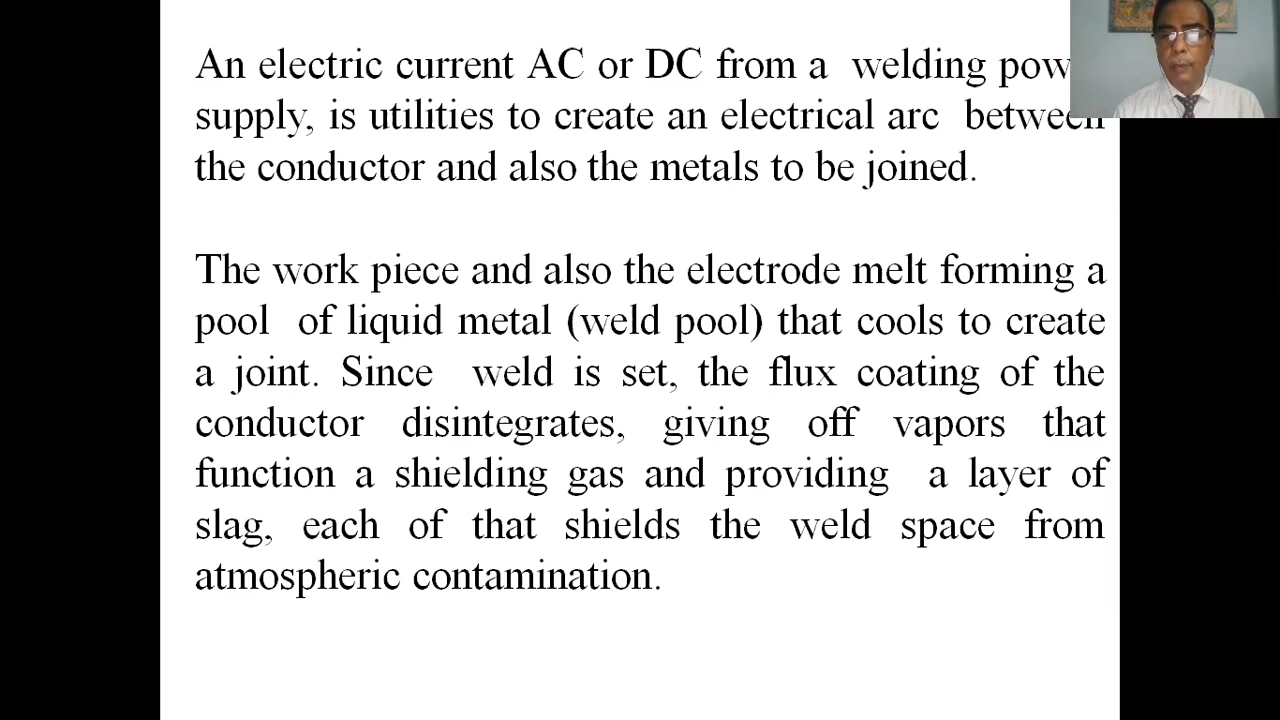 An electric current AC or DC from a welding pow
supply, is utilities to create an electrical arc between
the conductor and also the metals to be joined.
The work piece and also the electrode melt forming a
pool of liquid metal (weld pool) that cools to create
a joint. Since weld is set, the flux coating of the
conductor disintegrates, giving off vapors that
function a shielding gas and providing a layer of
slag, each of that shields the weld space from
atmospheric contamination.